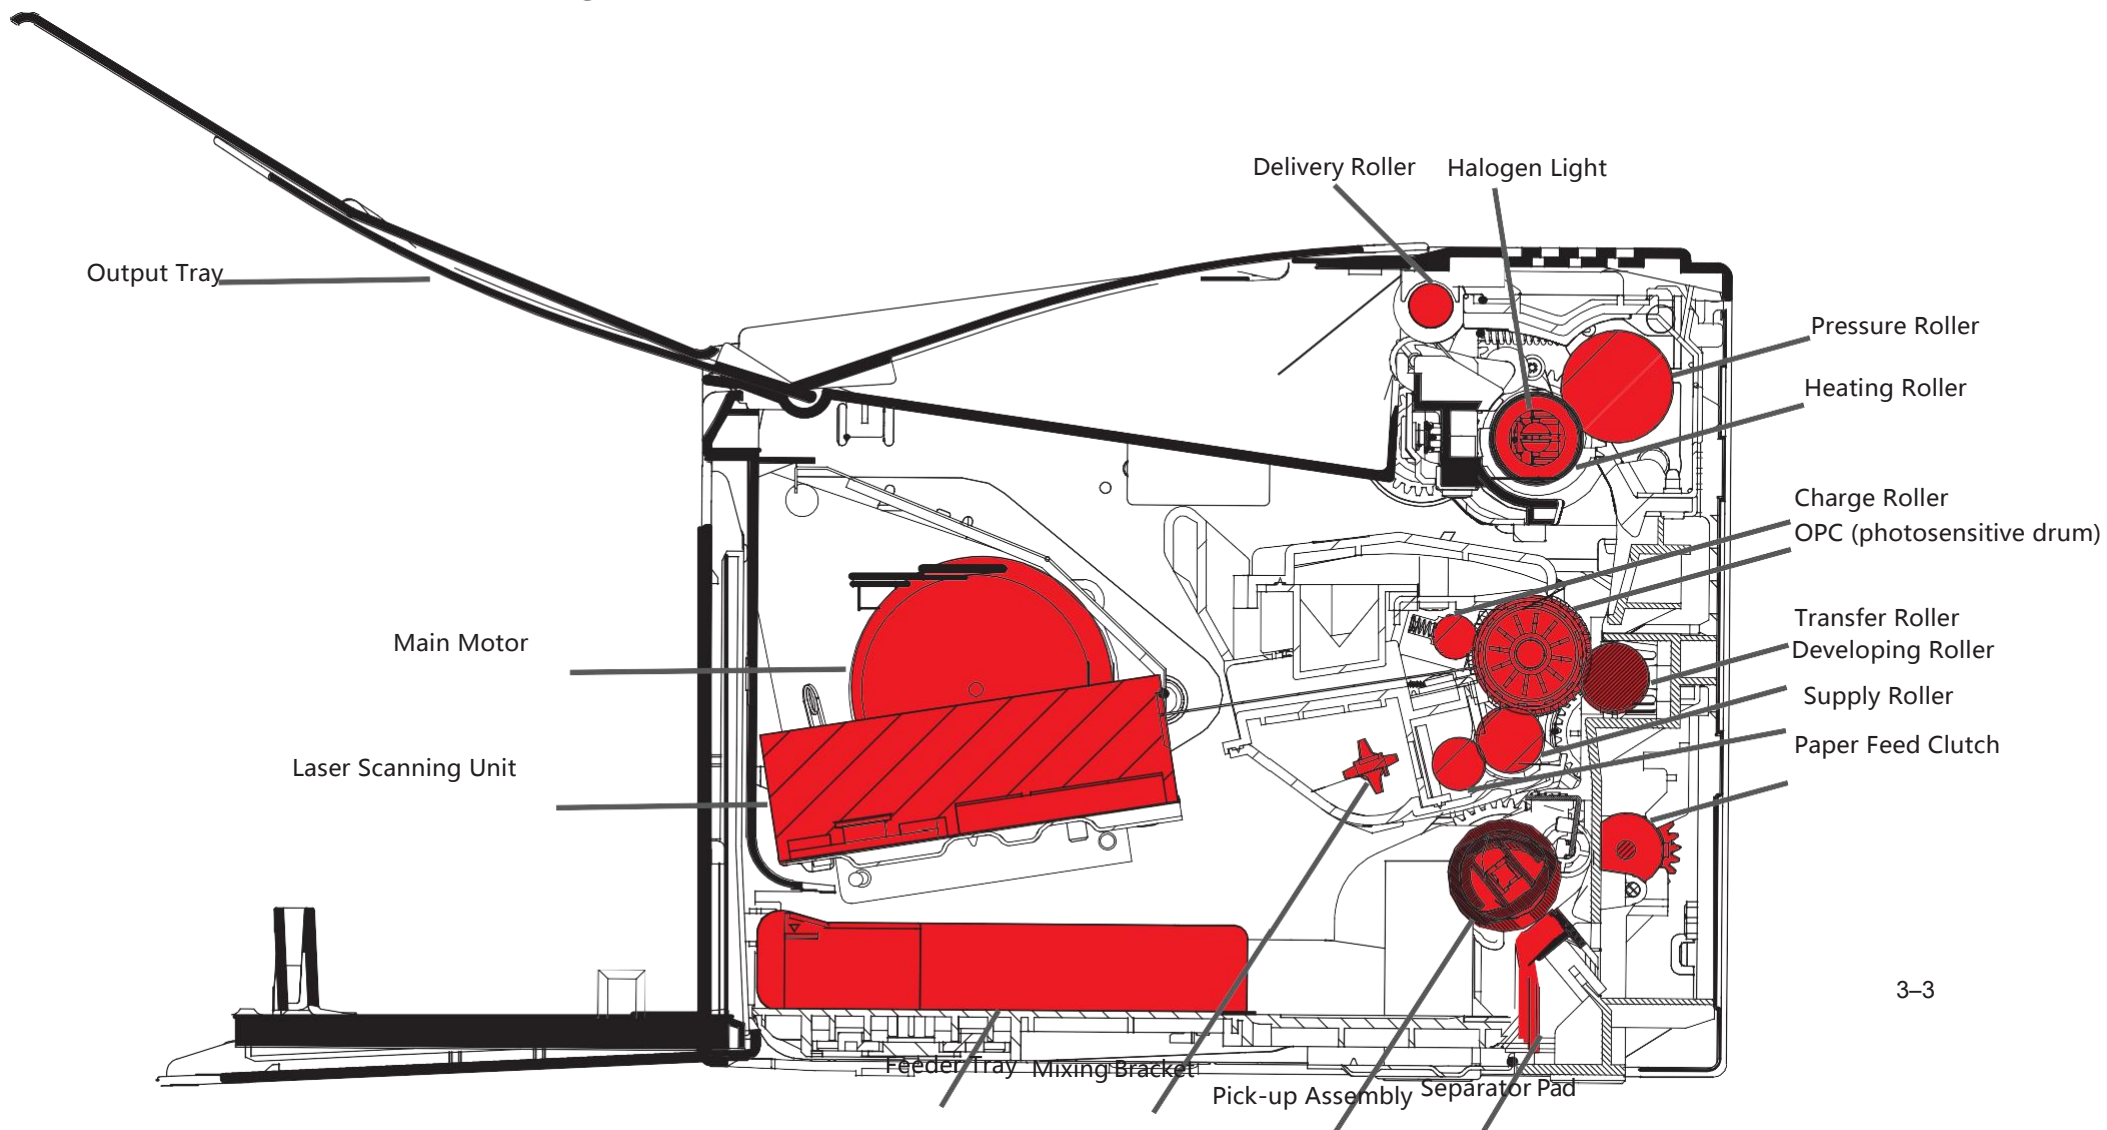 Delivery Roller
Halogen Light
Output Tray
Pressure Roller
Heating Roller
Charge Roller
OPC (photosensitive drum)
Transfer Roller
Main Motor
Developing Roller
Supply Roller
Paper Feed Clutch
Laser Scanning Unit
3–3
Feeder Tray
Mixing Bracket
Pick-up Assembly
Separator Pad